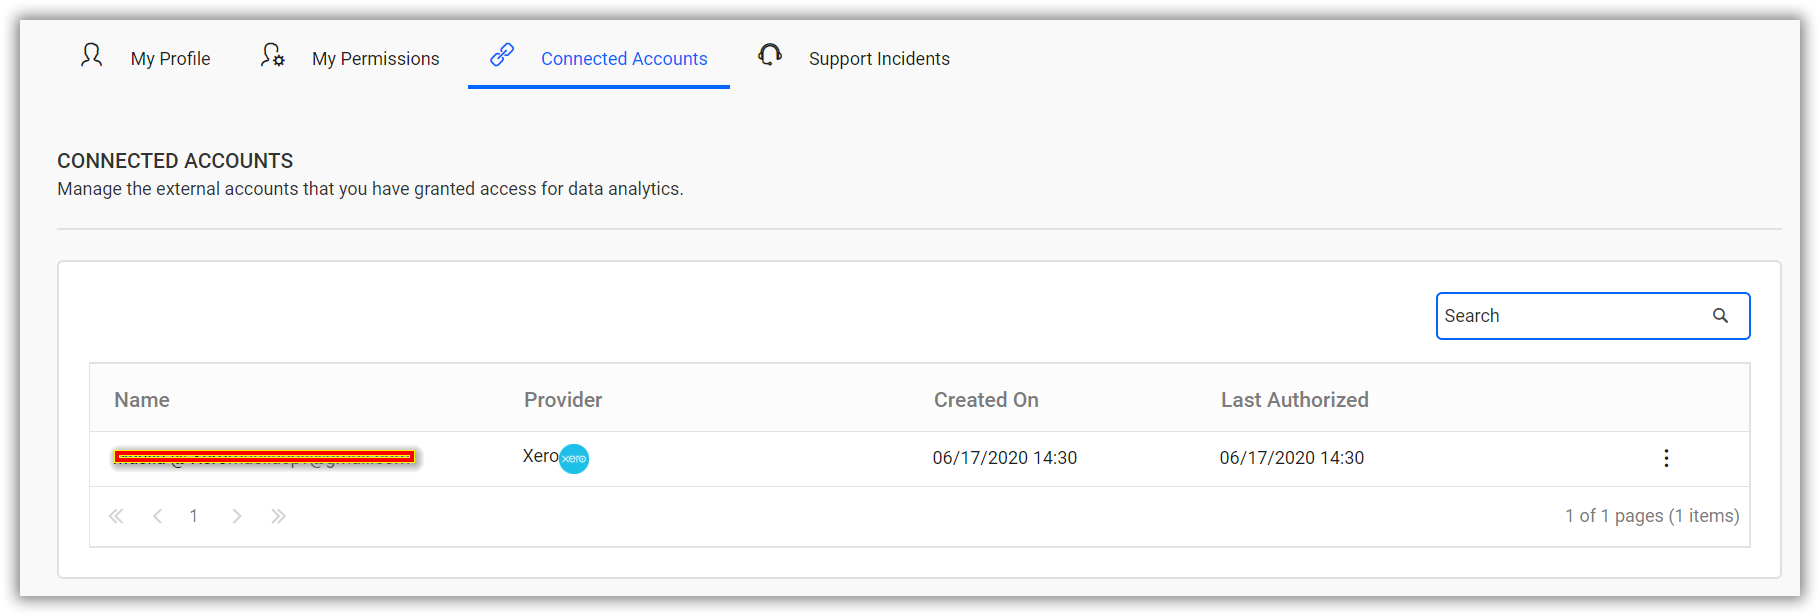 My Profile My Permissions Connected Accounts Support Incidents
CONNECTED ACCOUNTS
Manage the external accounts that you have granted access for data analytics.
Search
Name Provider Created On Last Authorized
Xero xero 06/17/2020 14:30 06/17/2020 14:30
1 1 of 1 pages (1 items)